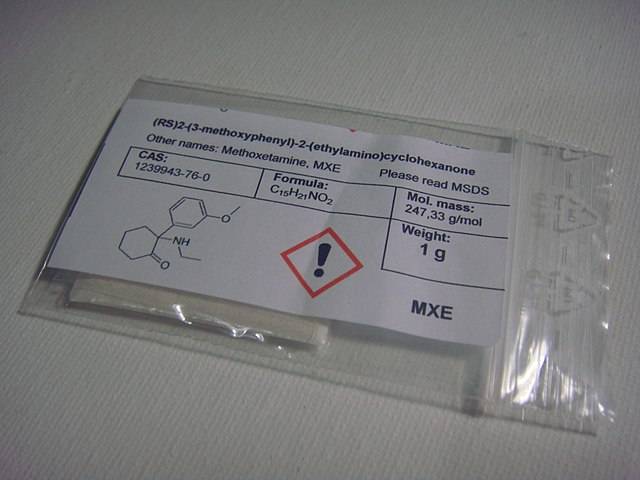 (RS)2-(3-methoxyphenyl)-2-(ethylamino)cyclohexanone
Other names: Methoxetamine, MXE
Please read MSDS
CAS:
1239943-76-0
Formula:
C₁₅H₂₁NO₂
Mol. mass:
247,33 g/mol
Weight:
1 g
O
NH
O
!
MXE